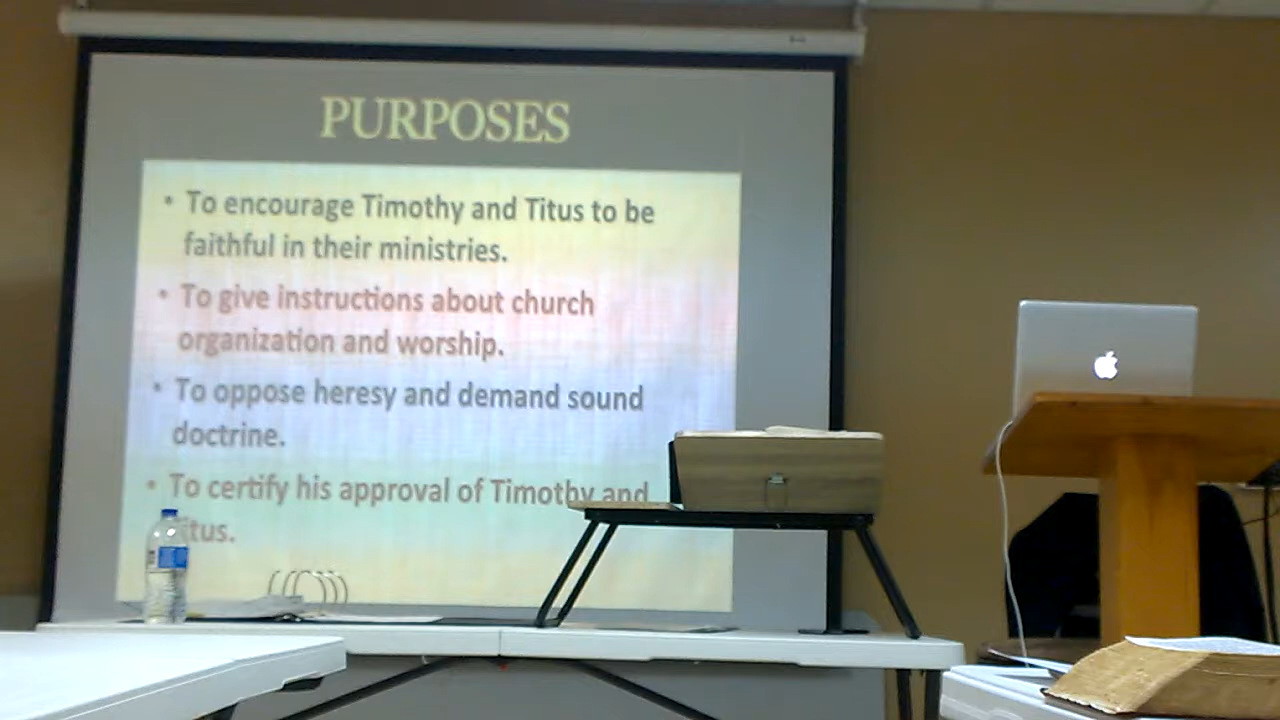 PURPOSES
• To encourage Timothy and Titus to be
faithful in their ministries.
• To give instructions about church
organization and worship.
• To oppose heresy and demand sound
doctrine.
• To certify his approval of Timothy and
itus.